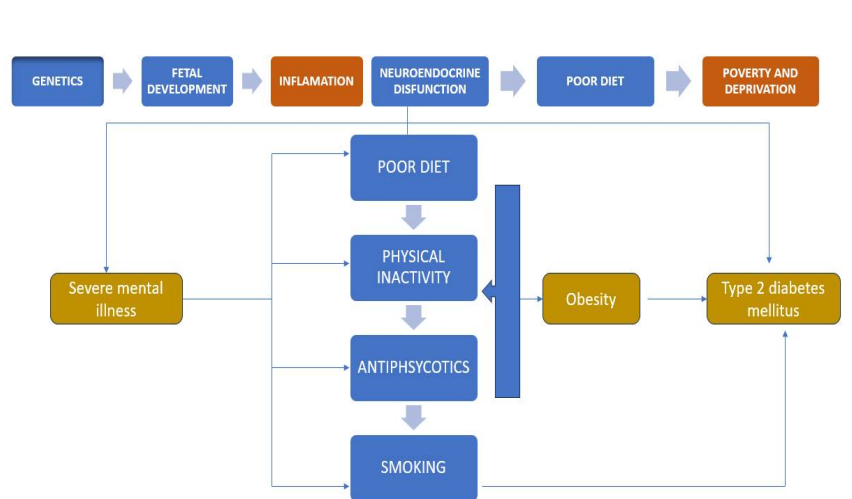 GENETICS
FETAL
DEVELOPMENT
INFLAMATION
NEUROENDOCRINE
DISFUNCTION
POOR DIET
POVERTY AND
DEPRIVATION
POOR DIET
PHYSICAL
INACTIVITY
Severe mental
illness
Obesity
Type 2 diabetes
mellitus
ANTIPHSYCOTICS
SMOKING